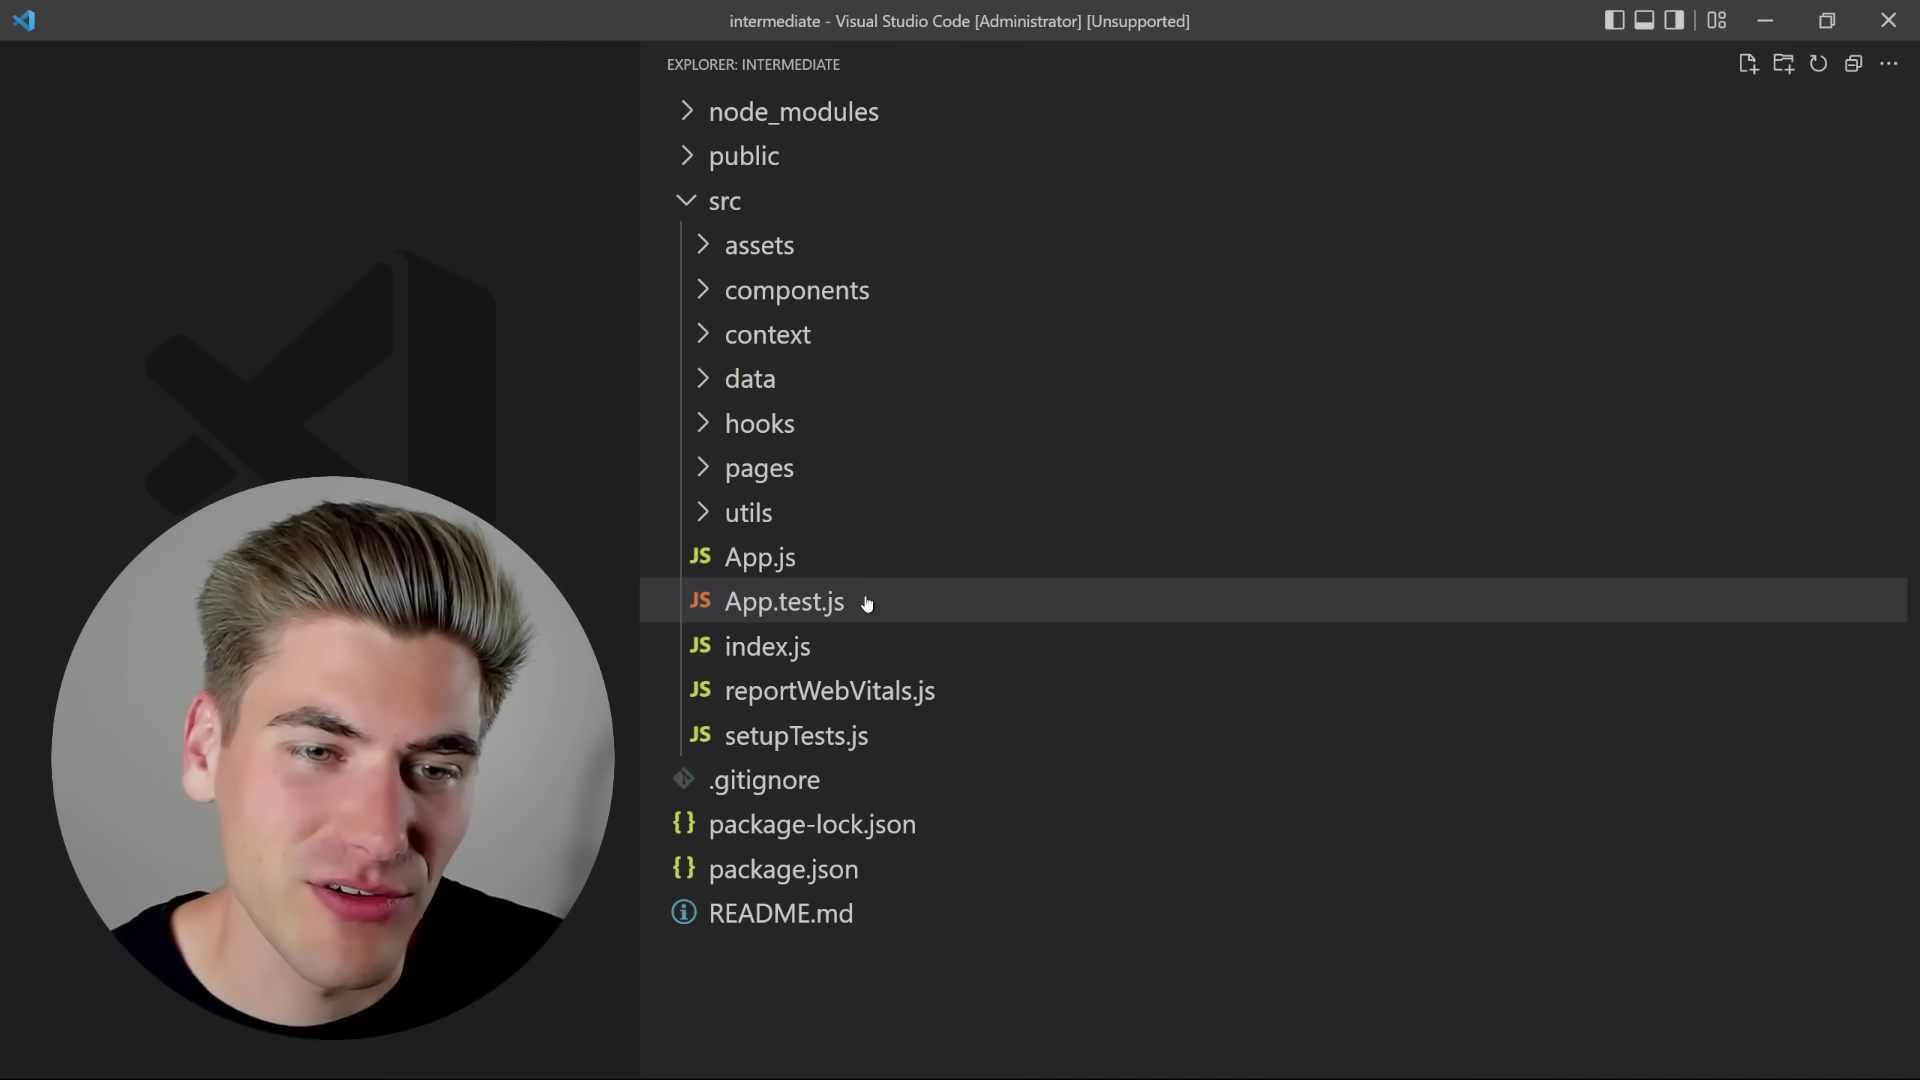 intermediate - Visual Studio Code [Administrator] [Unsupported]
EXPLORER: INTERMEDIATE
node_modules
public
src
assets
components
context
data
hooks
pages
utils
JS App.js
JS App.test.js
JS index.js
JS reportWebVitals.js
JS setupTests.js
.gitignore
{} package-lock.json
{} package.json
README.md